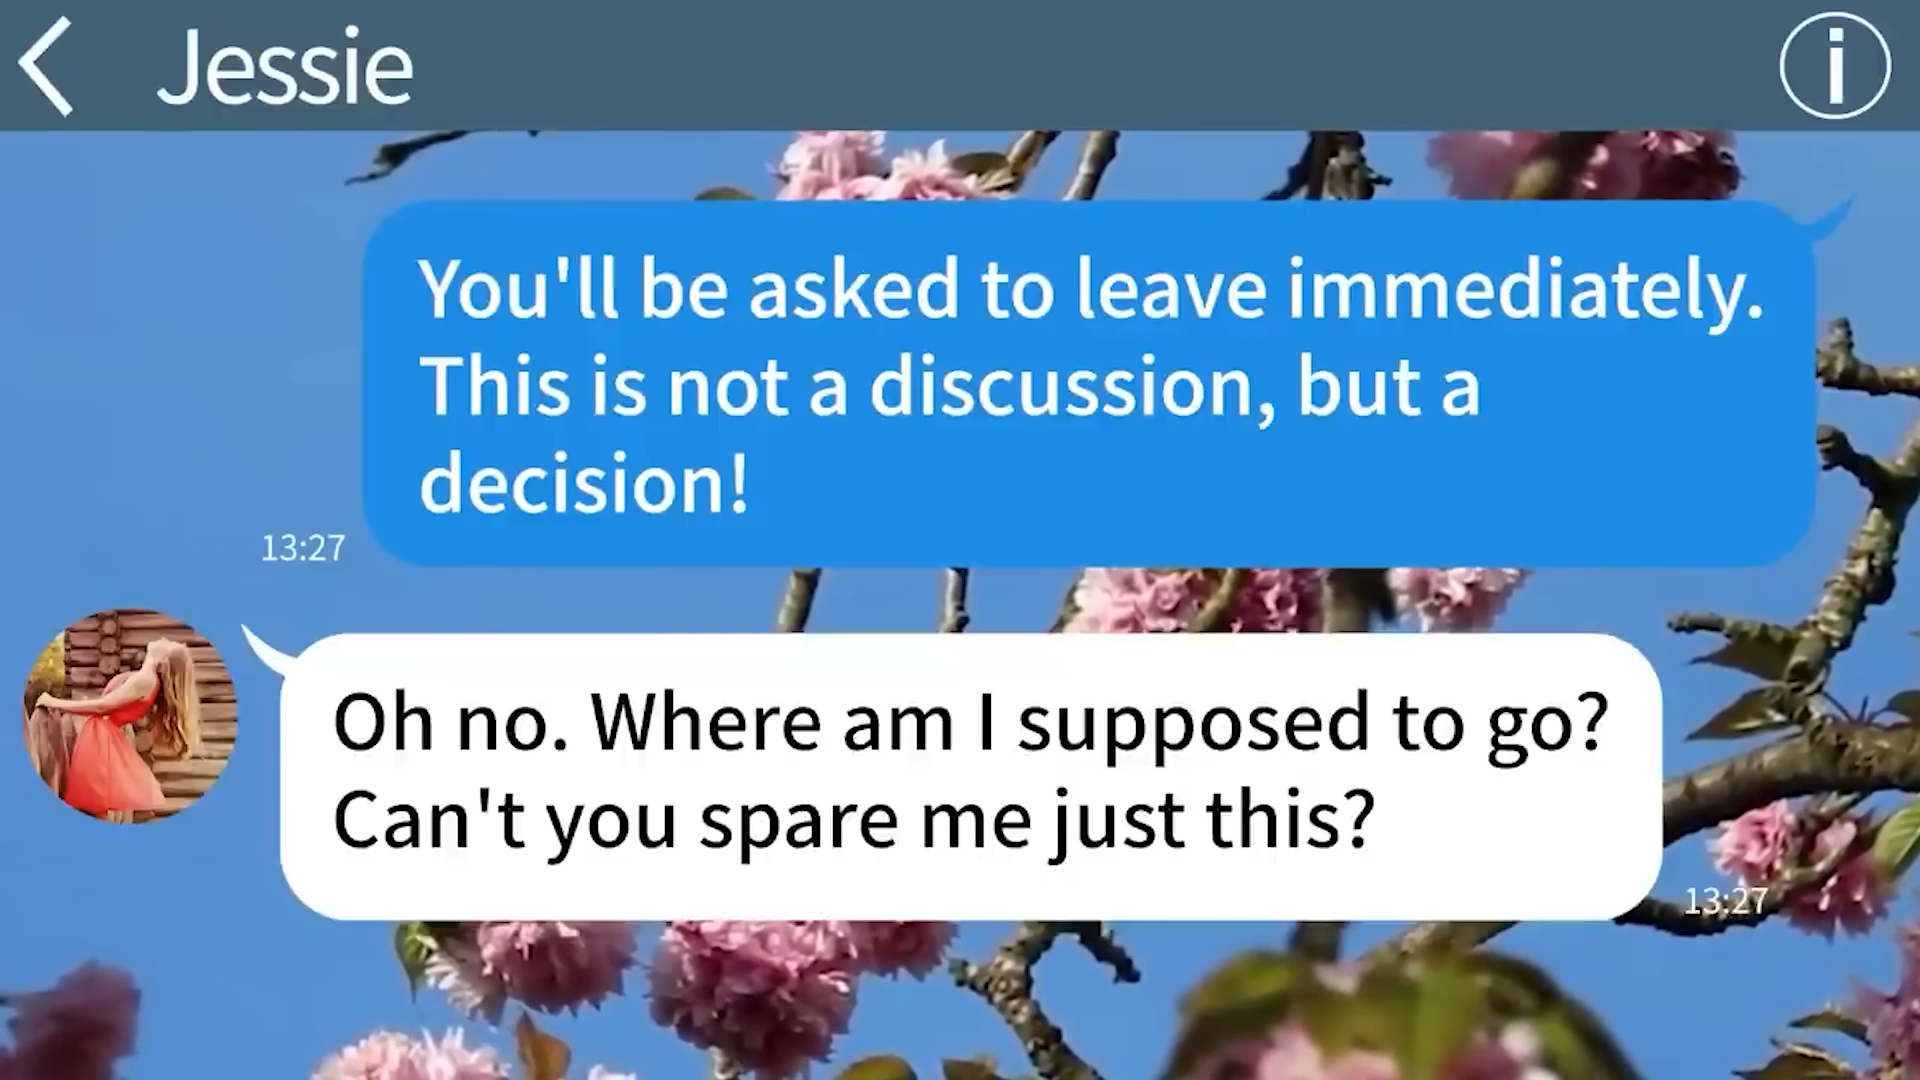 Jessie
You'll be asked to leave immediately.
This is not a discussion, but a
decision!
13:27
Oh no. Where am I supposed to go?
Can't you spare me just this?
13:27